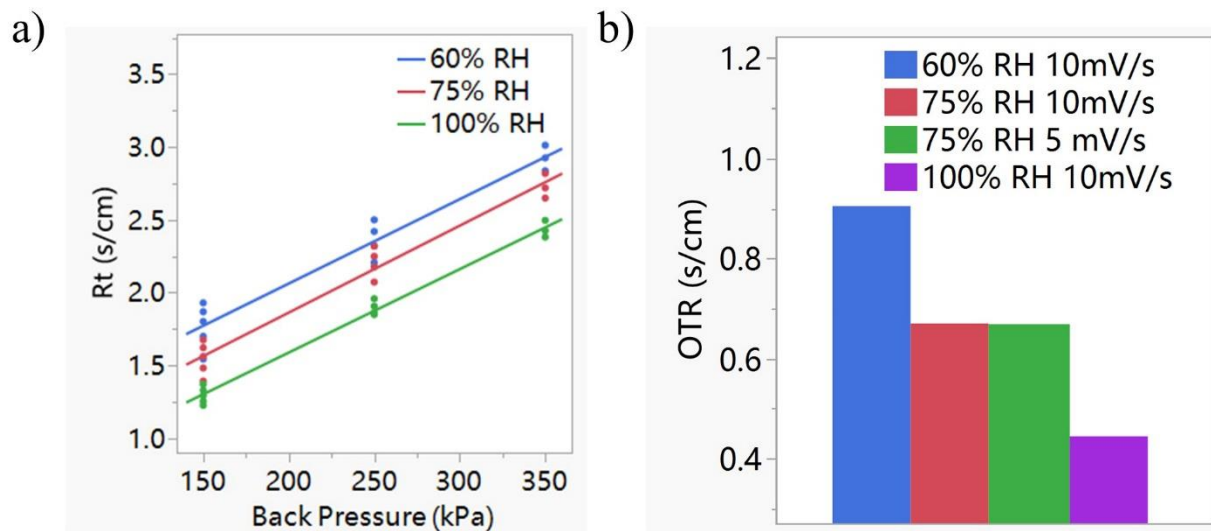 a)
3.5
3.0
2.5
2.0
1.5
1.0
Rt (s/cm)
60% RH
75% RH
100% RH
150 200 250 300 350
Back Pressure (kPa)
b)
1.2
1.0
0.8
0.6
0.4
OTR (s/cm)
60% RH 10mV/s
75% RH 10mV/s
75% RH 5 mV/s
100% RH 10mV/s